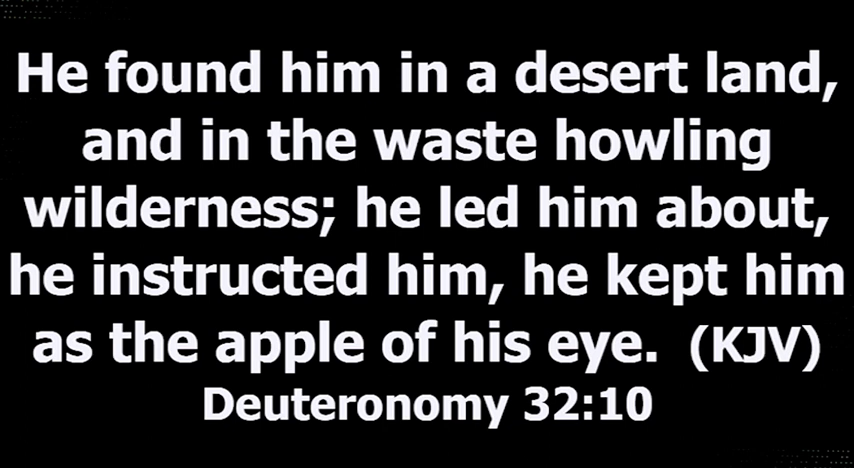 He found him in a desert land,
and in the waste howling
wilderness; he led him about,
he instructed him, he kept him
as the apple of his eye.  (KJV)
Deuteronomy 32:10